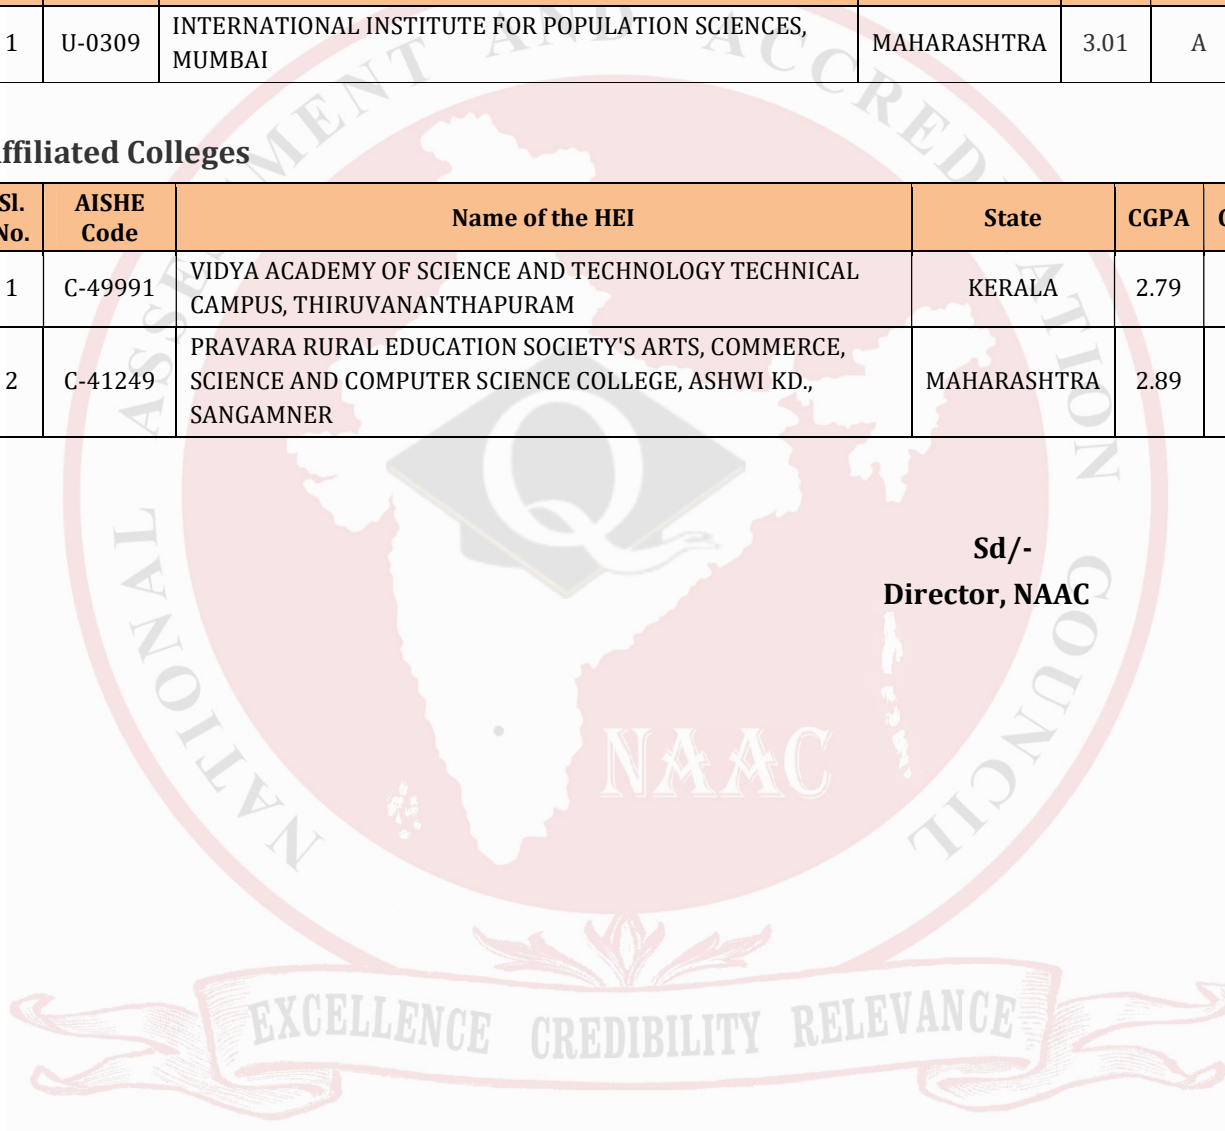 1 U-0309 INTERNATIONAL INSTITUTE FOR POPULATION SCIENCES, MAHARASHTRA 3.01 A
MUMBAI
ffiliated Colleges
Sl. AISHE Name of the HEI State CGPA
No. Code
1 C-49991 VIDYA ACADEMY OF SCIENCE AND TECHNOLOGY TECHNICAL KERALA 2.79
CAMPUS, THIRUVANANTHAPURAM
PRAVARA RURAL EDUCATION SOCIETY'S ARTS, COMMERCE,
2 C-41249 SCIENCE AND COMPUTER SCIENCE COLLEGE, ASHWI KD., MAHARASHTRA 2.89
SANGAMNER
Sd/-
Director, NAAC
NATIONAL ASSESSMENT AND ACCREDITATION COUNCIL
Q
NAAC
EXCELLENCE CREDIBILITY RELEVANCE